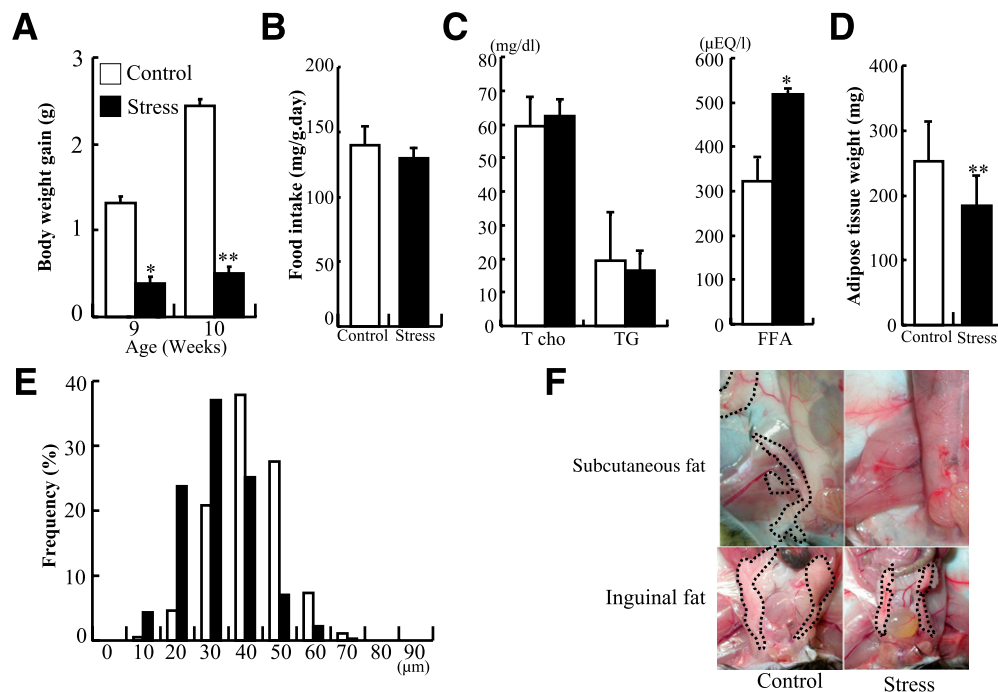 A
Body weight gain (g)
3
2
1
0
Control
Stress
*
**
9
10
Age (Weeks)
B
Food intake (mg/g.day)
200
150
100
50
0
Control
Stress
C
(mg/dl)
80
70
60
50
40
30
20
10
0
T cho
TG
(μEQ/l)
600
500
400
300
200
100
0
*
FFA
D
Adipose tissue weight (mg)
400
300
200
100
0
**
Control
Stress
E
Frequency (%)
40
30
20
10
0
0 10 20 30 40 50 60 70 80 90
(μm)
F
Subcutaneous fat
Inguinal fat
Control
Stress